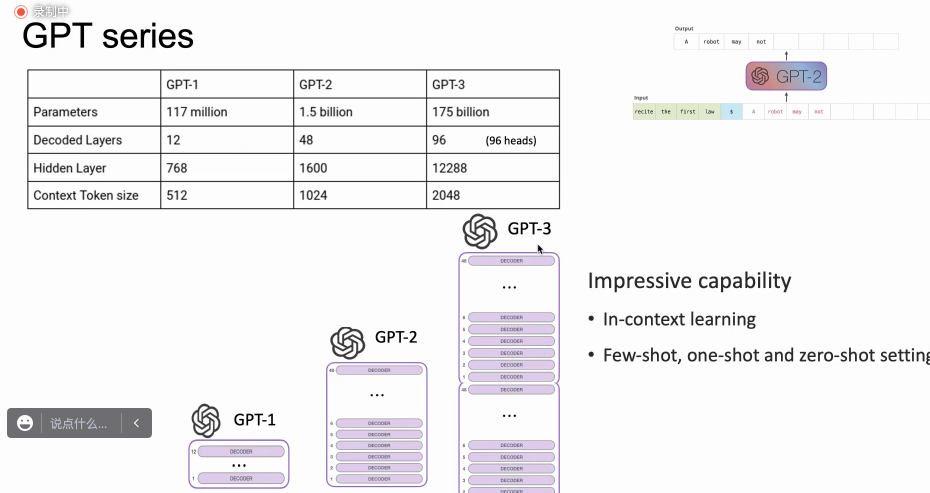 录制中
GPT series
GPT-1 GPT-2 GPT-3
Parameters 117 million 1.5 billion 175 billion
Decoded Layers 12 48 96 (96 heads)
Hidden Layer 768 1600 12288
Context Token size 512 1024 2048
Output
A robot may not
GPT-2
Input
recite the first law $ A robot may not
GPT-3
48 DECODER
...
6 DECODER
5 DECODER
4 DECODER
3 DECODER
2 DECODER
1 DECODER
48 DECODER
...
6 DECODER
5 DECODER
4 DECODER
3 DECODER
2
GPT-2
48 DECODER
...
6 DECODER
5 DECODER
4 DECODER
3 DECODER
2 DECODER
1 DECODER
GPT-1
12 DECODER
...
1 DECODER
Impressive capability
• In-context learning
• Few-shot, one-shot and zero-shot setting
说点什么...